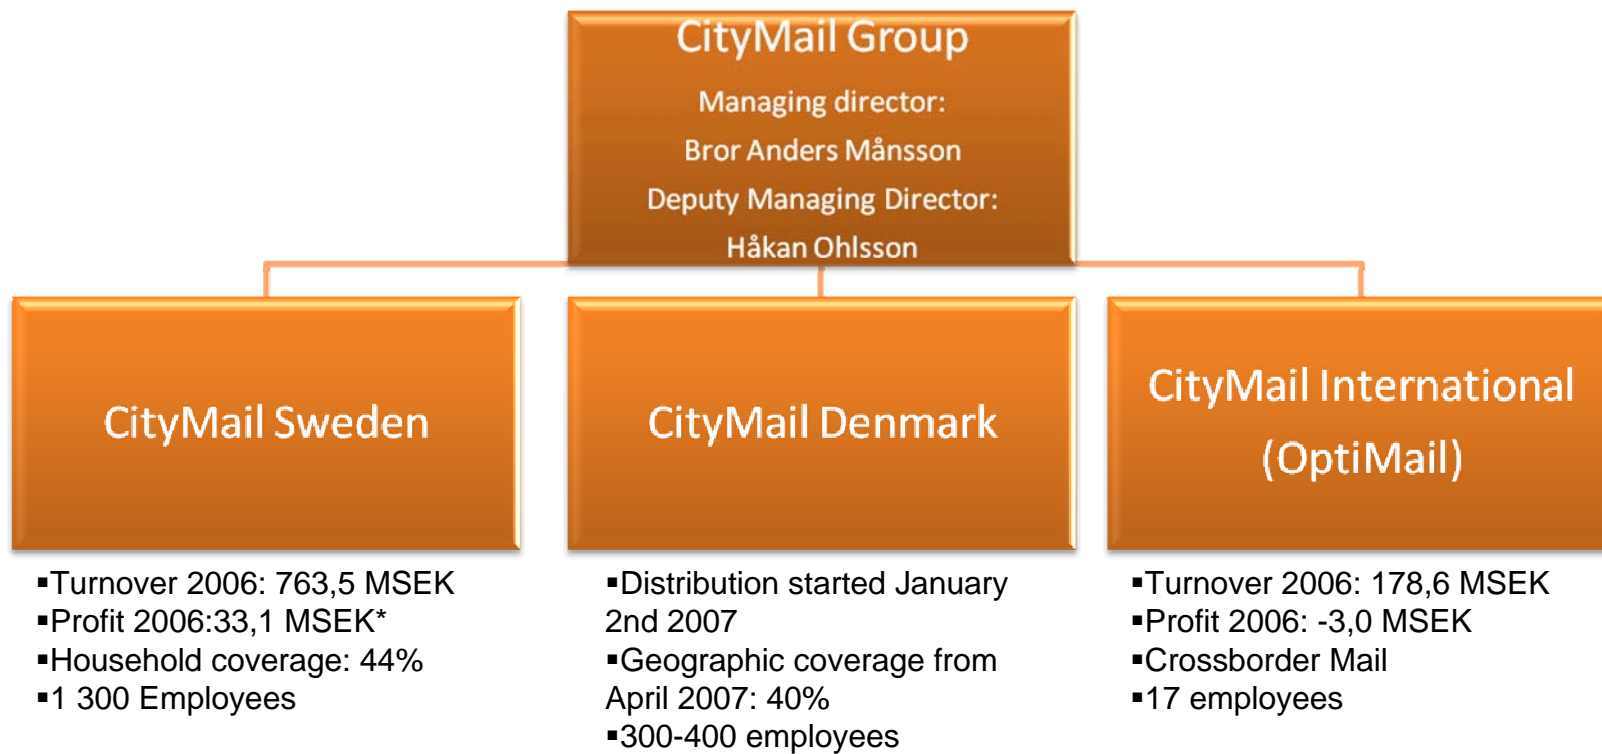 CityMail Group
Managing director:
Bror Anders Månsson
Deputy Managing Director:
Håkan Ohlsson
CityMail Sweden
CityMail Denmark
CityMail International
(OptiMail)
▪Turnover 2006: 763,5 MSEK
▪Profit 2006:33,1 MSEK*
▪Household coverage: 44%
▪1 300 Employees
▪Distribution started January
2nd 2007
▪Geographic coverage from
April 2007: 40%
▪300-400 employees
▪Turnover 2006: 178,6 MSEK
▪Profit 2006: -3,0 MSEK
▪Crossborder Mail
▪17 employees